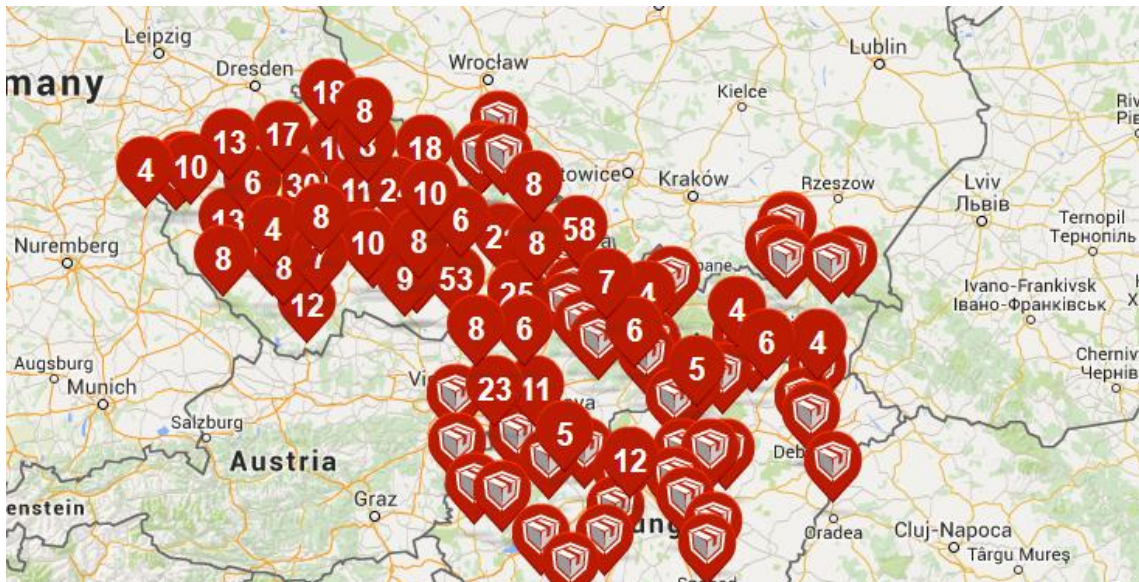 Leipzig
Lublin
Dresden
Wrocław
many
Kielce
18
8
13
17
18
10
4
6
30
11
24
10
8
towice
Kraków
Rzeszow
Lviv
Львів
Ternopil
Тернопіль
13
4
8
6
58
Nuremberg
8
8
10
8
8
7
9
53
25
7
4
Ivano-Frankivsk
Івано-Франківськ
12
8
6
6
4
6
4
Augsburg
Munich
5
Cherniv
Черні
23
11
Salzburg
Austria
5
12
Graz
enstein
Oradea
Cluj-Napoca
Târgu Mureș